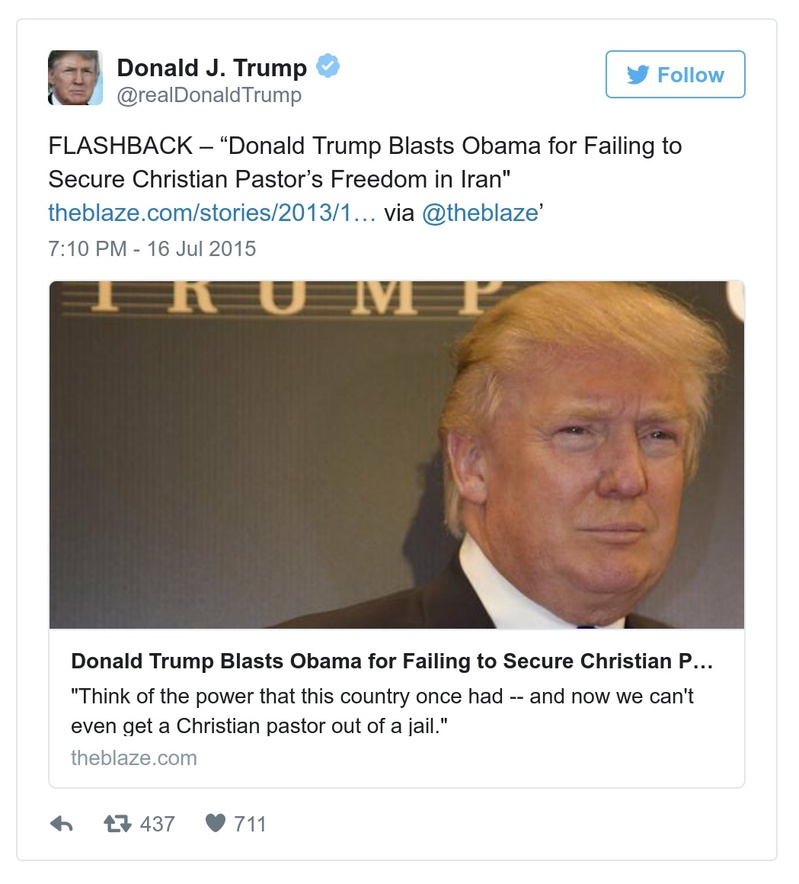 Donald J. Trump
@realDonaldTrump
Follow
FLASHBACK – “Donald Trump Blasts Obama for Failing to
Secure Christian Pastor’s Freedom in Iran"
theblaze.com/stories/2013/1… via @theblaze’
7:10 PM - 16 Jul 2015
TRUMP
Donald Trump Blasts Obama for Failing to Secure Christian P…
"Think of the power that this country once had -- and now we can't
even get a Christian pastor out of a jail."
theblaze.com
437 711